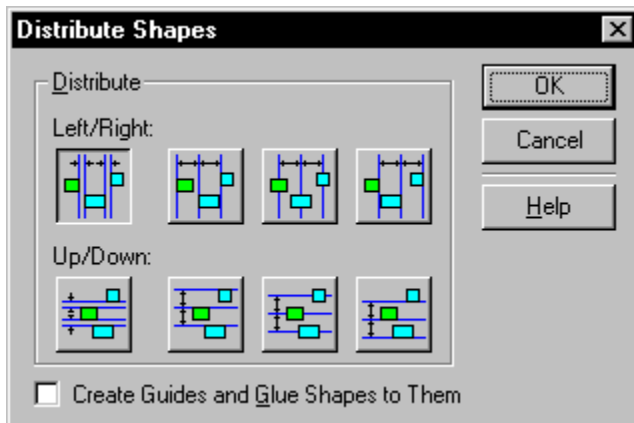 Distribute Shapes
Distribute
OK
Left/Right:
Cancel
Help
Up/Down:
Create Guides and Glue Shapes to Them